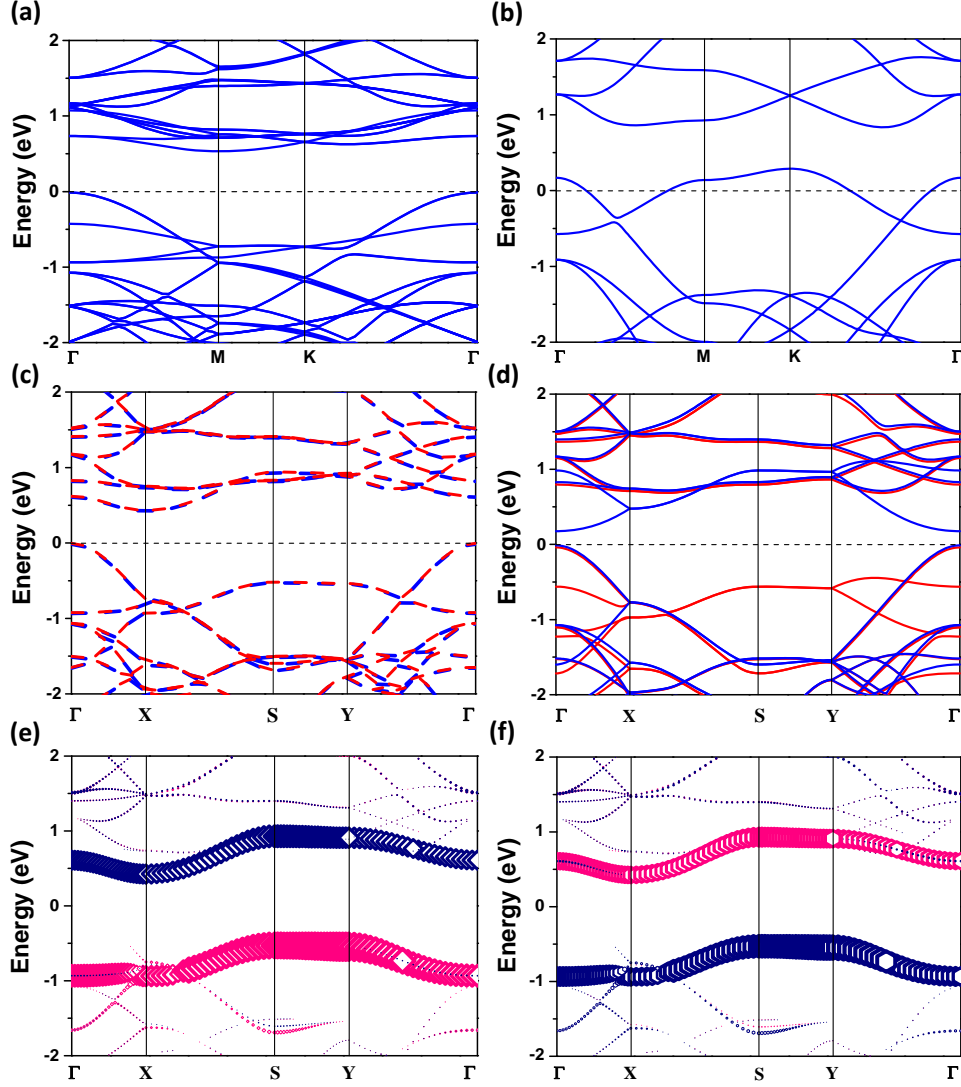 (a) (b)
2 2
1 1
0 0
-1 -1
-2 -2
Energy (eV) Energy (eV)
Γ M K Γ Γ M K Γ
(c) (d)
2 2
1 1
0 0
-1 -1
-2 -2
Energy (eV) Energy (eV)
Γ X S Y Γ Γ X S Y Γ
(e) (f)
2 2
1 1
0 0
-1 -1
-2 -2
Energy (eV) Energy (eV)
Γ X S Y Γ Γ X S Y Γ